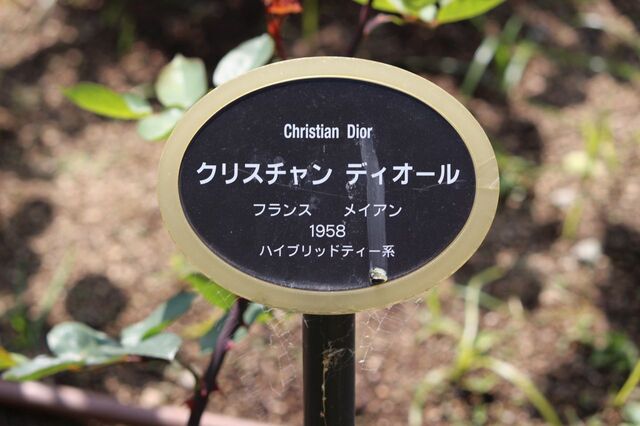 Christian Dior
クリスチャン ディオール
フランス　メイアン
1958
ハイブリッドティー系